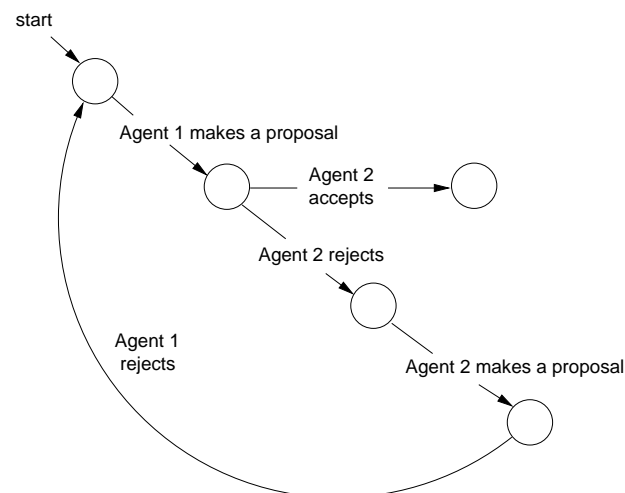 start
Agent 1 makes a proposal
Agent 2
accepts
Agent 2 rejects
Agent 1
rejects
Agent 2 makes a proposal